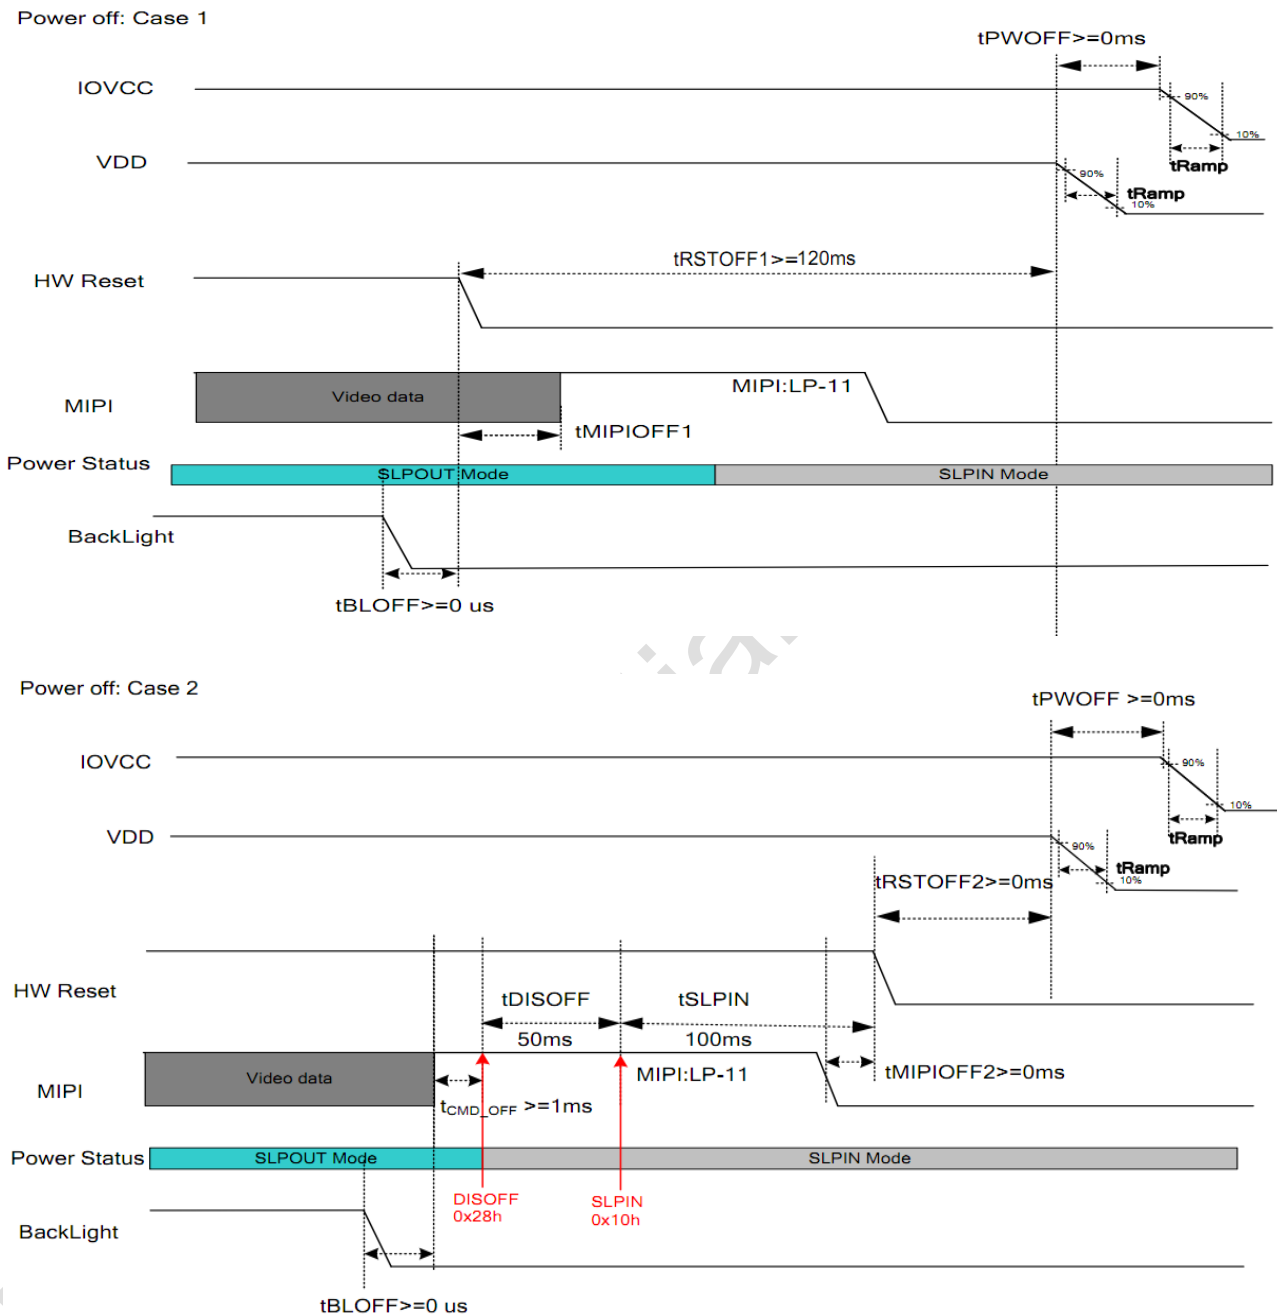 Power off: Case 1
tPWOFF>=0ms
IOVCC
90%
10%
tRamp
VDD
90%
tRamp
10%
tRSTOFF1>=120ms
HW Reset
Video data
MIPI:LP-11
MIPI
tMIPIOFF1
Power Status
SLPOUT Mode
SLPIN Mode
BackLight
tBLOFF>=0 us
Power off: Case 2
tPWOFF >=0ms
IOVCC
90%
10%
tRamp
VDD
90%
tRamp
10%
tRSTOFF2>=0ms
HW Reset
tDISOFF
tSLPIN
50ms
100ms
Video data
MIPI:LP-11
tMIPIOFF2>=0ms
MIPI
tCMD_OFF >=1ms
Power Status
SLPOUT Mode
SLPIN Mode
DISOFF
0x28h
SLPIN
0x10h
BackLight
tBLOFF>=0 us